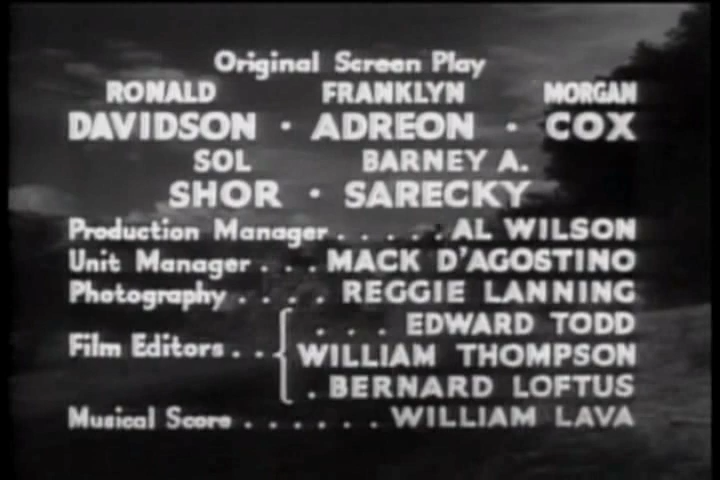 Original Screen Play
RONALD FRANKLYN MORGAN
DAVIDSON · ADREON · COX
SOL BARNEY A.
SHOR · SARECKY
Production Manager . . . . . AL WILSON
Unit Manager . . . MACK D'AGOSTINO
Photography . . . . REGGIE LANNING
. . . EDWARD TODD
Film Editors . . WILLIAM THOMPSON
. BERNARD LOFTUS
Musical Score . . . . . . WILLIAM LAVA